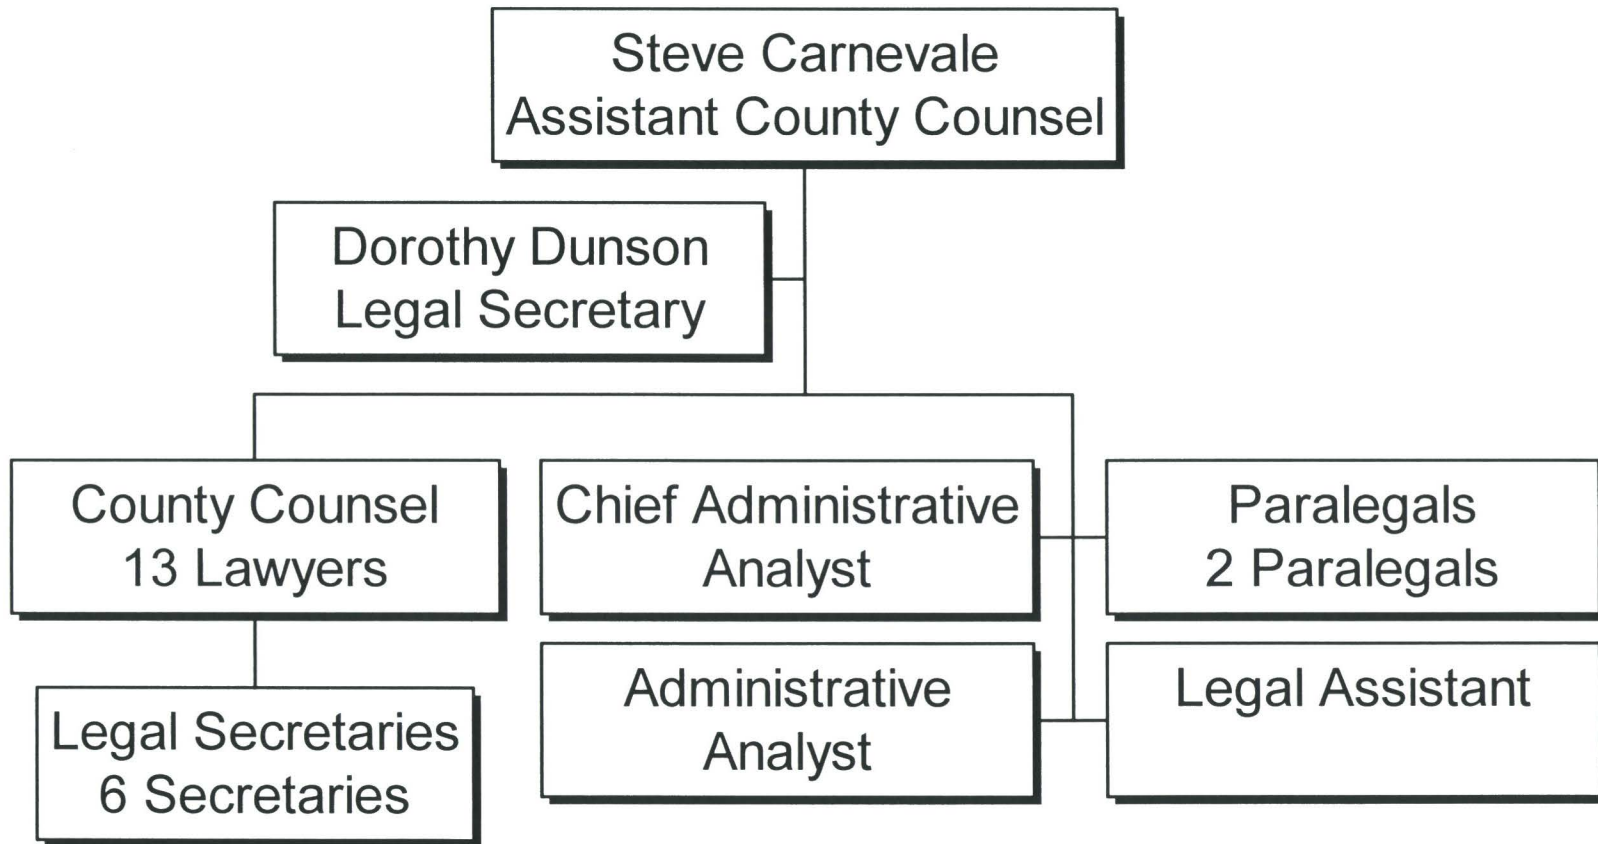 Steve Carnevale
Assistant County Counsel
Dorothy Dunson
Legal Secretary
County Counsel
13 Lawyers
Chief Administrative
Analyst
Paralegals
2 Paralegals
Legal Secretaries
6 Secretaries
Administrative
Analyst
Legal Assistant